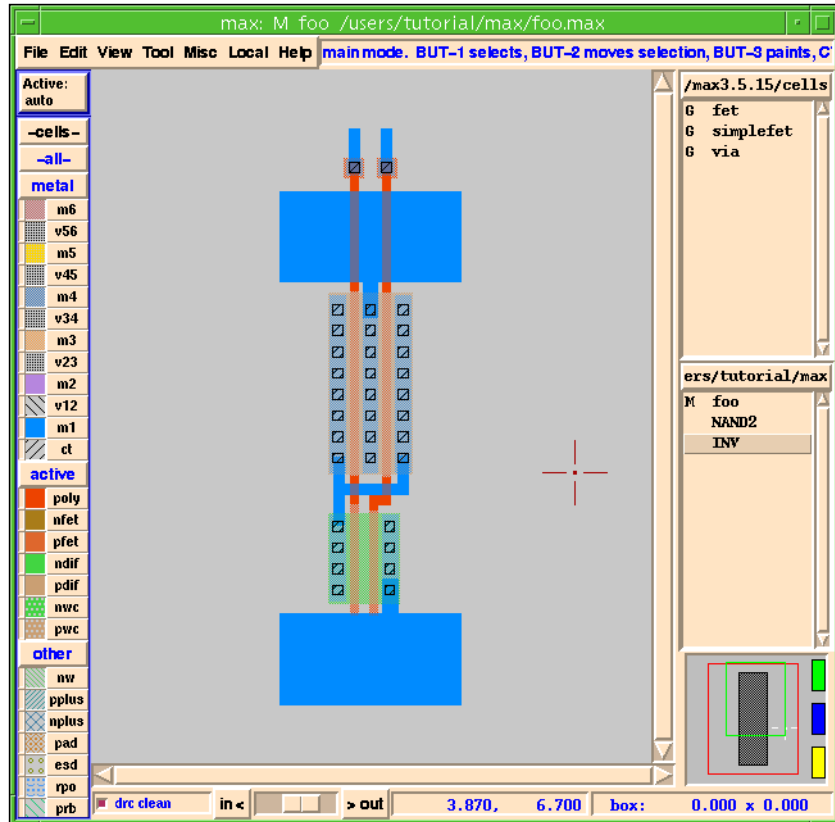 max: M foo /users/tutorial/max/foo.max
File Edit View Tool Misc Local Help
main mode. BUT-1 selects, BUT-2 moves selection, BUT-3 paints,
Active:
auto
-cells-
-all-
metal
m6
v56
m5
v45
m4
v34
m3
v23
m2
v12
m1
ct
active
poly
nfet
pfet
ndif
pdif
nwc
pwc
other
nw
pplus
nplus
pad
esd
rpo
prb
/max3.5.15/cells
G fet
G simplefet
G via
ers/tutorial/max
M foo
NAND2
INV
drc clean
in <
> out
3.870, 6.700
box: 0.000 x 0.000